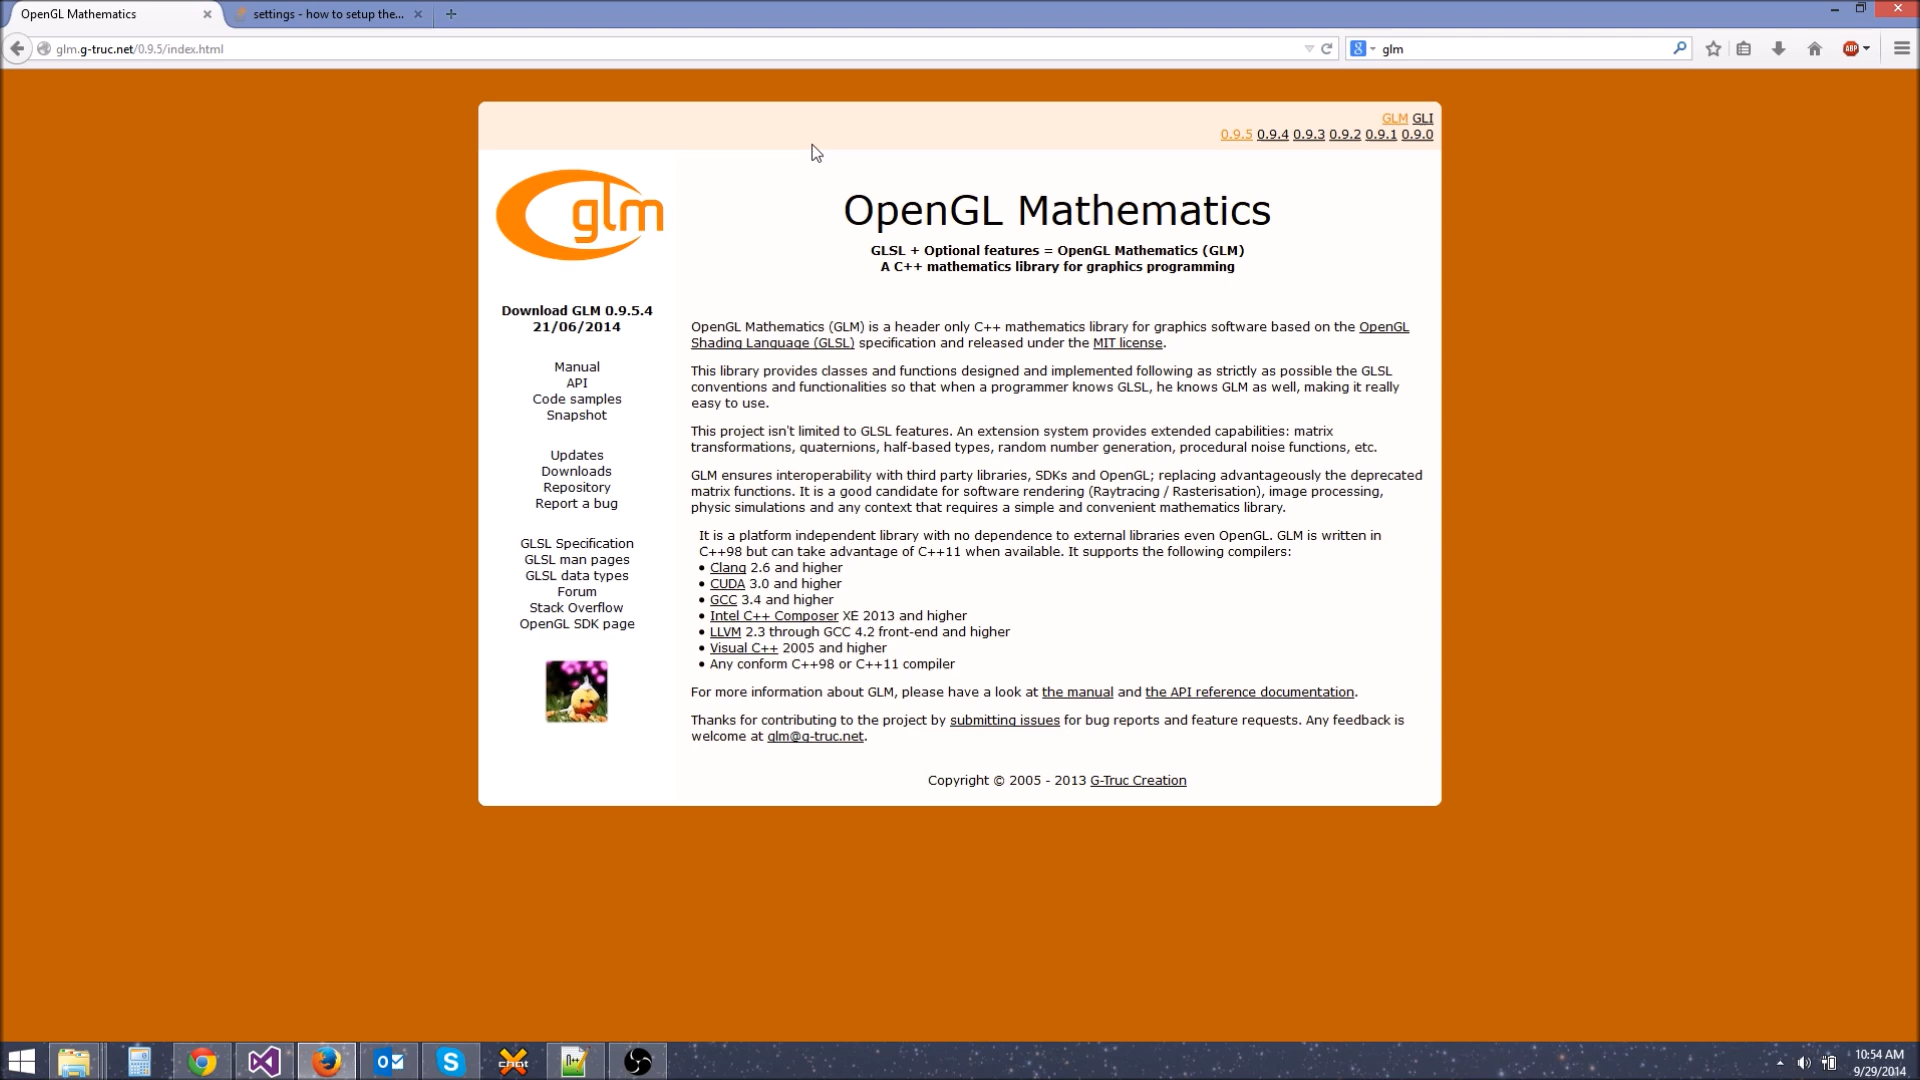 OpenGL Mathematics
settings - how to setup the...
glm.g-truc.net/0.9.5/index.html
glm
ABP
GLM GLI
0.9.5 0.9.4 0.9.3 0.9.2 0.9.1 0.9.0
glm
OpenGL Mathematics
GLSL + Optional features = OpenGL Mathematics (GLM)
A C++ mathematics library for graphics programming
Download GLM 0.9.5.4
21/06/2014
Manual
API
Code samples
Snapshot
Updates
Downloads
Repository
Report a bug
GLSL Specification
GLSL man pages
GLSL data types
Forum
Stack Overflow
OpenGL SDK page
OpenGL Mathematics (GLM) is a header only C++ mathematics library for graphics software based on the OpenGL
Shading Language (GLSL) specification and released under the MIT license.
This library provides classes and functions designed and implemented following as strictly as possible the GLSL
conventions and functionalities so that when a programmer knows GLSL, he knows GLM as well, making it really
easy to use.
This project isn't limited to GLSL features. An extension system provides extended capabilities: matrix
transformations, quaternions, half-based types, random number generation, procedural noise functions, etc.
GLM ensures interoperability with third party libraries, SDKs and OpenGL; replacing advantageously the deprecated
matrix functions. It is a good candidate for software rendering (Raytracing / Rasterisation), image processing,
physic simulations and any context that requires a simple and convenient mathematics library.
It is a platform independent library with no dependence to external libraries even OpenGL. GLM is written in
C++98 but can take advantage of C++11 when available. It supports the following compilers:
• Clang 2.6 and higher
• CUDA 3.0 and higher
• GCC 3.4 and higher
• Intel C++ Composer XE 2013 and higher
• LLVM 2.3 through GCC 4.2 front-end and higher
• Visual C++ 2005 and higher
• Any conform C++98 or C++11 compiler
For more information about GLM, please have a look at the manual and the API reference documentation.
Thanks for contributing to the project by submitting issues for bug reports and feature requests. Any feedback is
welcome at glm@g-truc.net.
Copyright © 2005 - 2013 G-Truc Creation
10:54 AM
9/29/2014